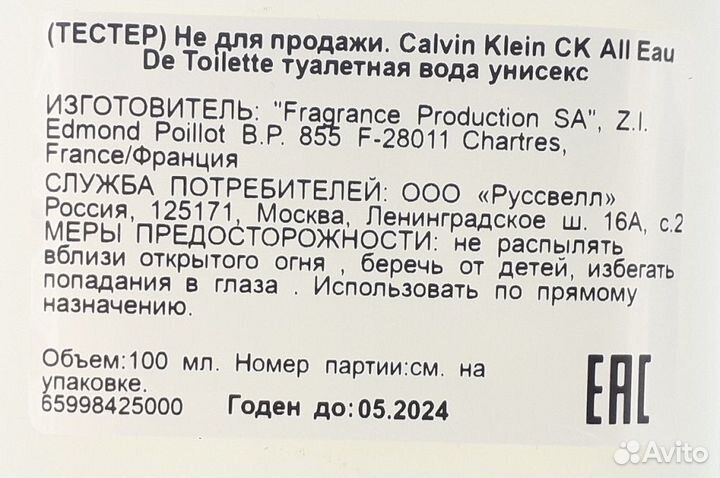 (ТЕСТЕР) Не для продажи. Calvin Klein CK All Eau
De Toilette туалетная вода унисекс
ИЗГОТОВИТЕЛЬ: "Fragrance Production SA", Z.I.
Edmond Poillot B.P. 855 F-28011 Chartres,
France/Франция
СЛУЖБА ПОТРЕБИТЕЛЕЙ: ООО «Руссвелл»
Россия, 125171, Москва, Ленинградское ш. 16А, с.2
МЕРЫ ПРЕДОСТОРОЖНОСТИ: не распылять
вблизи открытого огня , беречь от детей, избегать
попадания в глаза . Использовать по прямому
назначению.
Объем:100 мл. Номер партии:см. на
упаковке.
65998425000 Годен до:05.2024
EAC
Avito